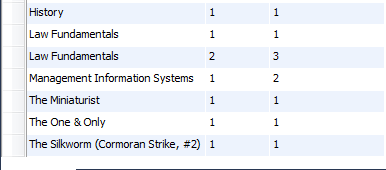 History 1 1
Law Fundamentals 1 1
Law Fundamentals 2 3
Management Information Systems 1 2
The Miniaturist 1 1
The One & Only 1 1
The Silkworm (Cormoran Strike, #2) 1 1